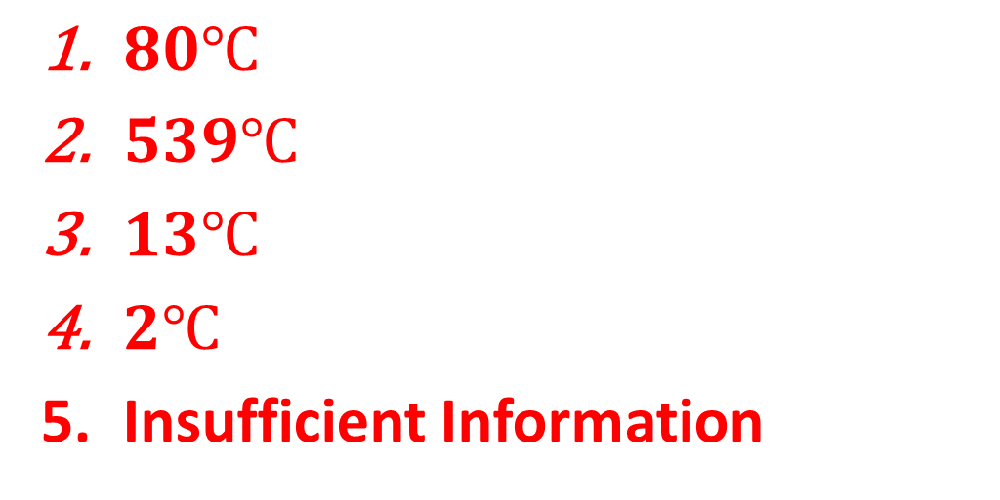 1. 80℃
2. 539℃
3. 13℃
4. 2℃
5. Insufficient Information